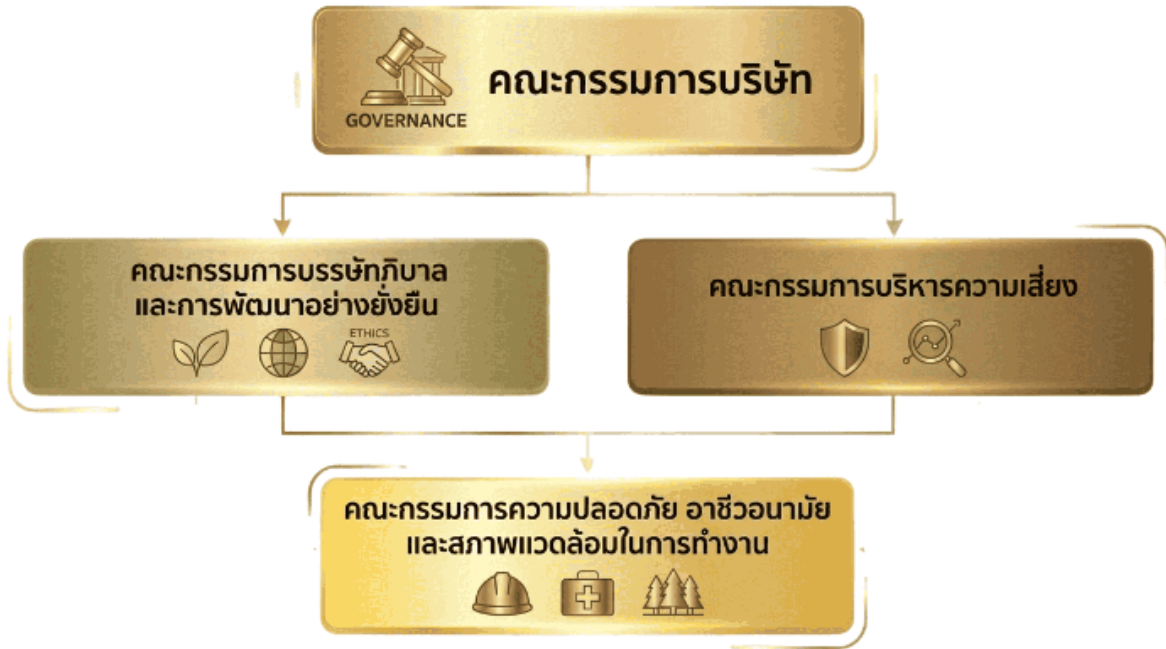 คณะกรรมการบริษัท
GOVERNANCE
คณะกรรมการบรรษัทภิบาล
และการพัฒนาอย่างยั่งยืน
ETHICS
คณะกรรมการบริหารความเสี่ยง
คณะกรรมการความปลอดภัย อาชีวอนามัย
และสภาพแวดล้อมในการทำงาน